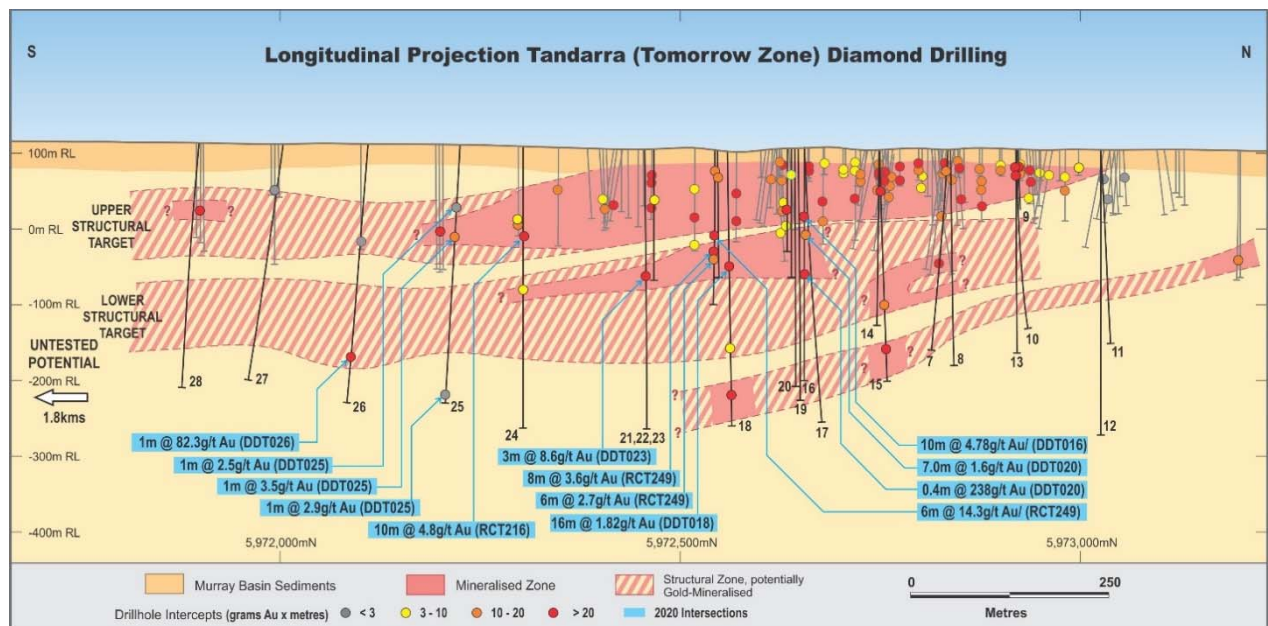 S
Longitudinal Projection Tandarra (Tomorrow Zone) Diamond Drilling
N
100m RL
UPPER
STRUCTURAL
TARGET
0m RL
-100m RL
LOWER
STRUCTURAL
TARGET
UNTESTED
POTENTIAL
-200m RL
1.8kms
-300m RL
-400m RL
?
?
?
?
?
?
?
?
?
?
?
?
?
?
28
27
26
25
24
21,22,23
18
20
16
19
17
14
15
7
8
9
13
10
11
12
1m @ 82.3g/t Au (DDT026)
1m @ 2.5g/t Au (DDT025)
1m @ 3.5g/t Au (DDT025)
1m @ 2.9g/t Au (DDT025)
10m @ 4.8g/t Au (RCT216)
3m @ 8.6g/t Au (DDT023)
8m @ 3.6g/t Au (RCT249)
6m @ 2.7g/t Au (RCT249)
16m @ 1.82g/t Au (DDT018)
10m @ 4.78g/t Au/ (DDT016)
7.0m @ 1.6g/t Au (DDT020)
0.4m @ 238g/t Au (DDT020)
6m @ 14.3g/t Au/ (RCT249)
5,972,000mN
5,972,500mN
5,973,000mN
Murray Basin Sediments
Mineralised Zone
Structural Zone, potentially
Gold-Mineralised
0
250
Metres
Drillhole Intercepts (grams Au x metres)
< 3
3 - 10
10 - 20
> 20
2020 Intersections